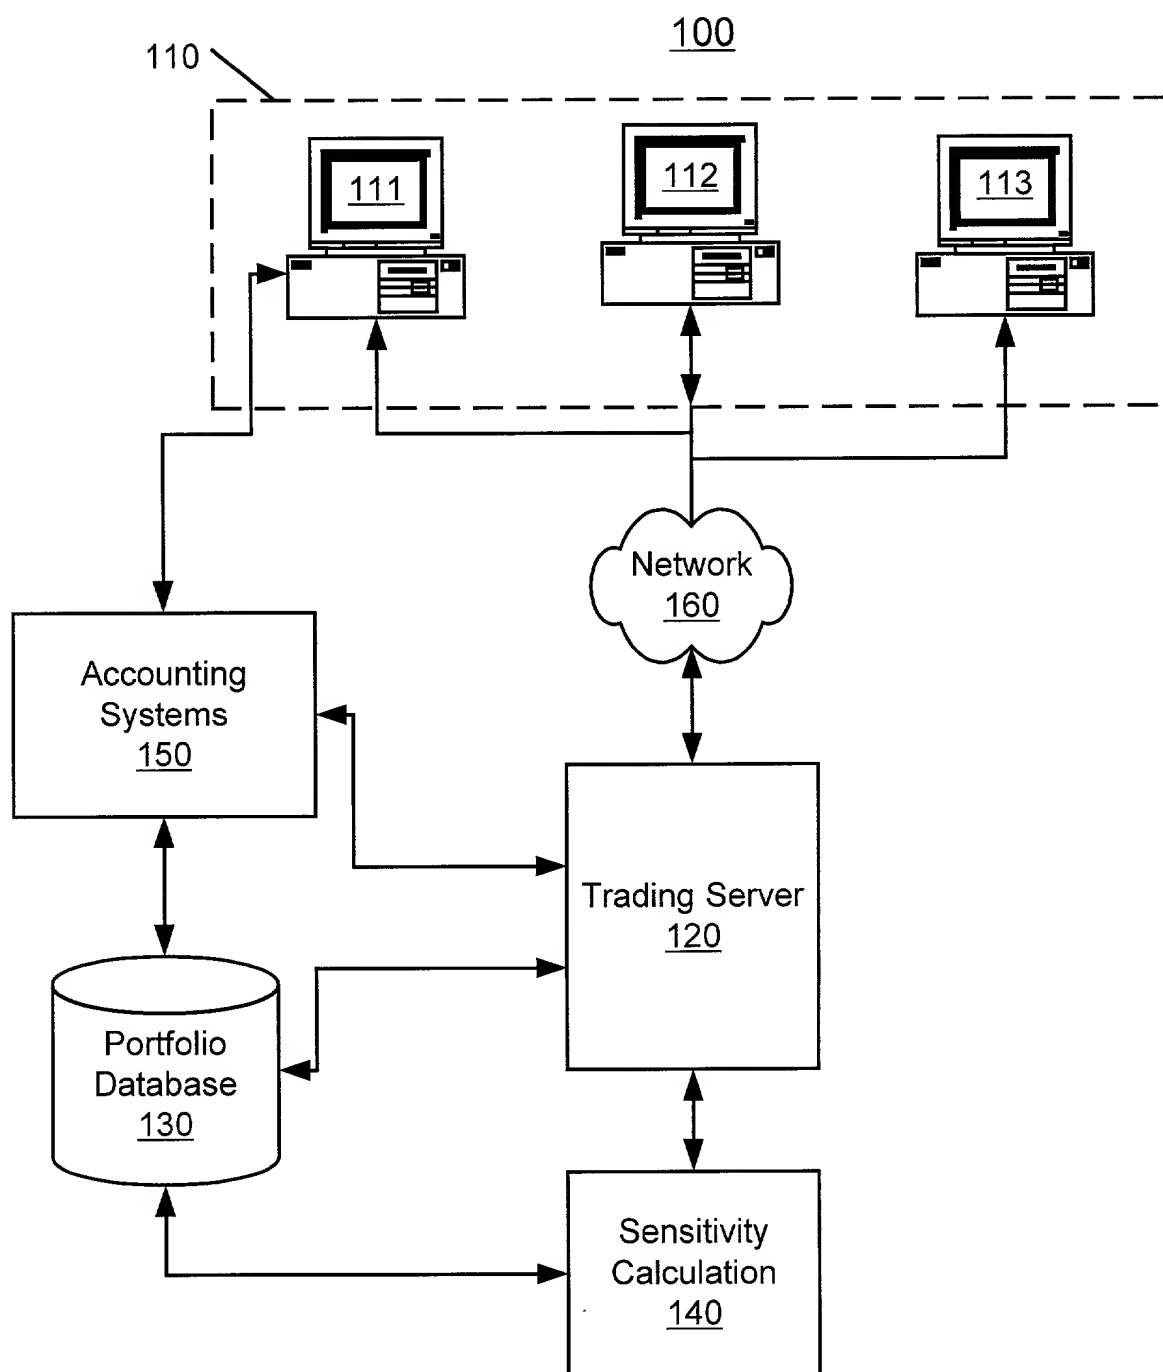 100
110
111
112
113
Network
160
Accounting
Systems
150
Trading Server
120
Portfolio
Database
130
Sensitivity
Calculation
140